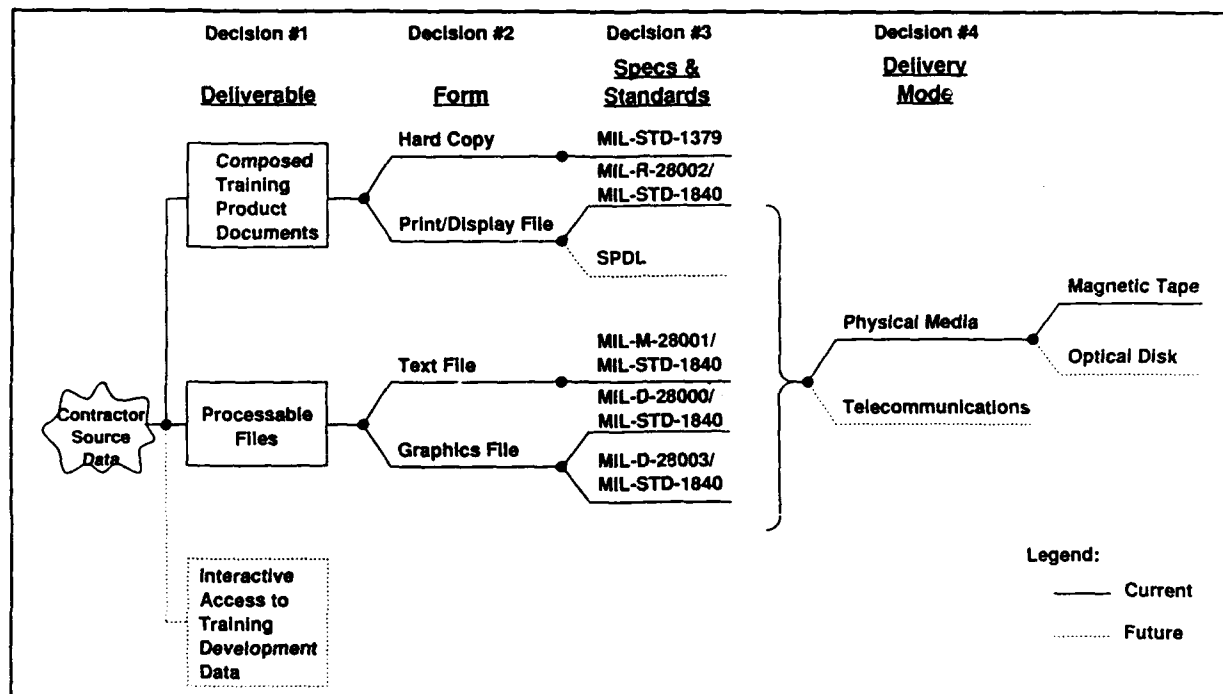 Decision #1
Decision #2
Decision #3
Decision #4
Deliverable
Form
Specs &
Standards
Delivery
Mode
Composed
Training
Product
Documents
Hard Copy
Print/Display File
MIL-STD-1379
MIL-R-28002/
MIL-STD-1840
SPDL
Contractor
Source
Data
Processable
Files
Text File
Graphics File
MIL-M-28001/
MIL-STD-1840
MIL-D-28000/
MIL-STD-1840
MIL-D-28003/
MIL-STD-1840
Physical Media
Telecommunications
Magnetic Tape
Optical Disk
Interactive
Access to
Training
Development
Data
Legend:
Current
Future